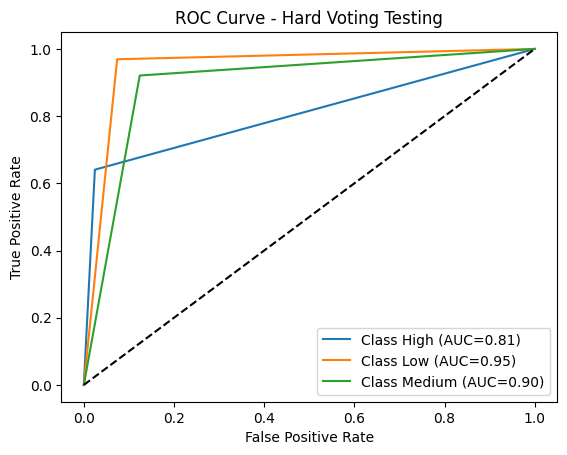 ROC Curve - Hard Voting Testing
True Positive Rate
1.0
0.8
0.6
0.4
0.2
0.0
Class High (AUC=0.81)
Class Low (AUC=0.95)
Class Medium (AUC=0.90)
0.0 0.2 0.4 0.6 0.8 1.0
False Positive Rate